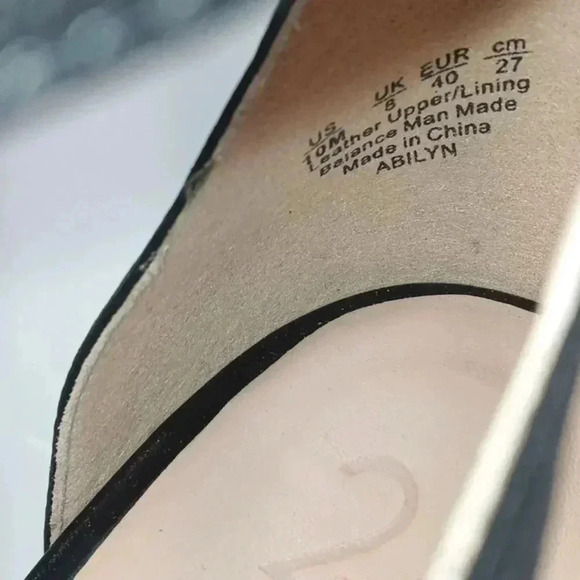 US UK EUR cm
10M 8 40 27
Leather Upper/Lining
Balance Man Made
Made in China
ABILYN